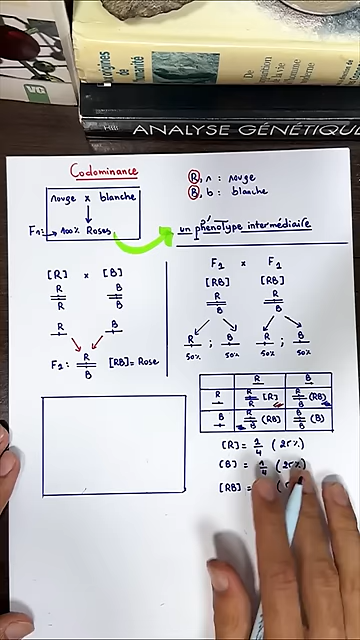 ANALYSE GÉNÉTIQUE
Codominance
rouge x blanche
F1: → 100% Roses
R, r : rouge
B, b : blanche
un phénotype intermédiaire
[R] x [B]
R B
R B
R B
F1: R [RB] = Rose
B
F1 x F1
[RB] [RB]
R R
B B
R ; B R ; B
50% 50% 50% 50%
R B
R R [R] R [RB]
R B
B R [RB] B [B]
B B
[R] = 1/4 (25%)
[B] = 1/4 (25%)
[RB] =